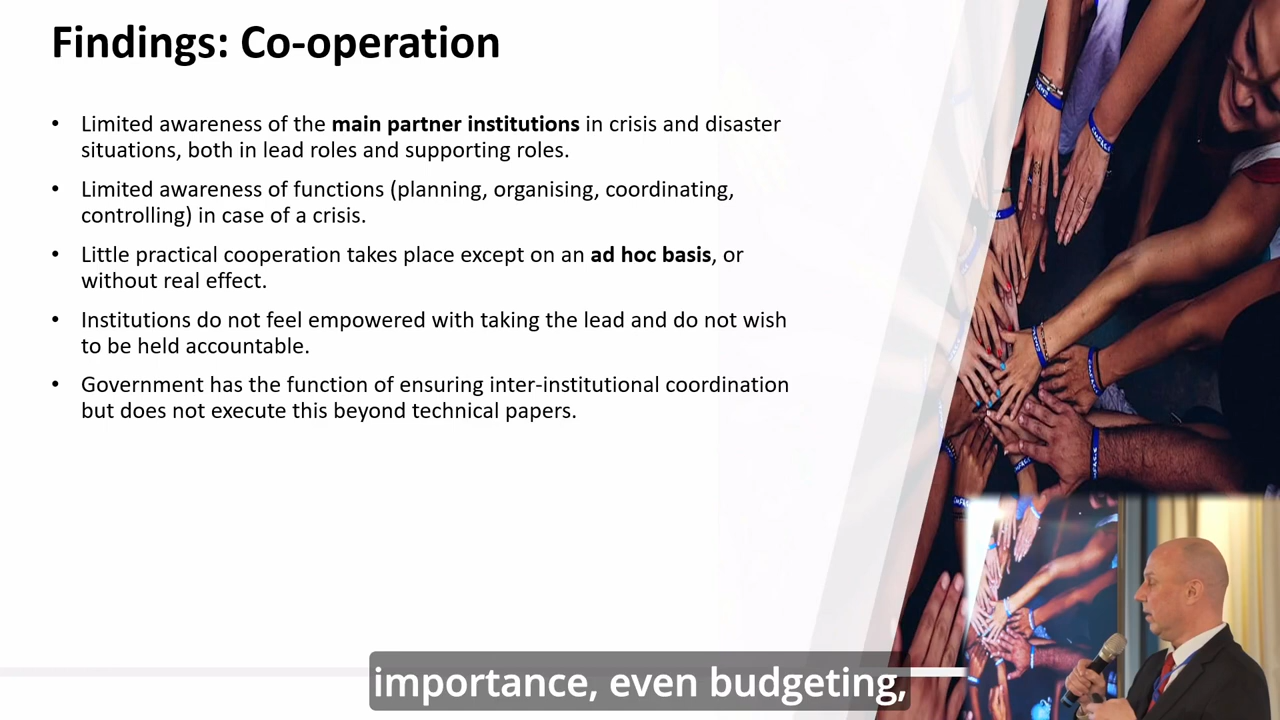 Findings: Co-operation
• Limited awareness of the main partner institutions in crisis and disaster
situations, both in lead roles and supporting roles.
• Limited awareness of functions (planning, organising, coordinating,
controlling) in case of a crisis.
• Little practical cooperation takes place except on an ad hoc basis, or
without real effect.
• Institutions do not feel empowered with taking the lead and do not wish
to be held accountable.
• Government has the function of ensuring inter-institutional coordination
but does not execute this beyond technical papers.
importance, even budgeting,